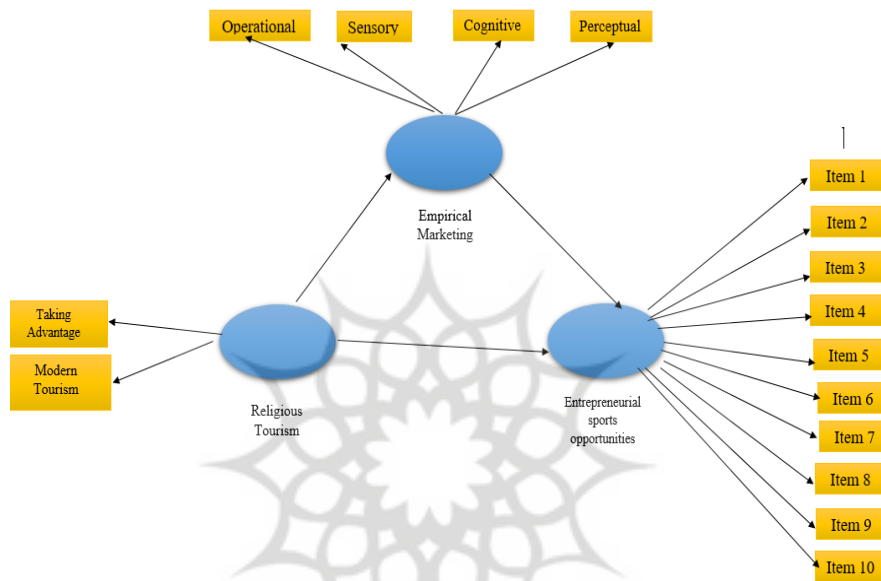 Operational
Sensory
Cognitive
Perceptual
Empirical
Marketing
Taking
Advantage
Modern
Tourism
Religious
Tourism
Entrepreneurial
sports
opportunities
Item 1
Item 2
Item 3
Item 4
Item 5
Item 6
Item 7
Item 8
Item 9
Item 10